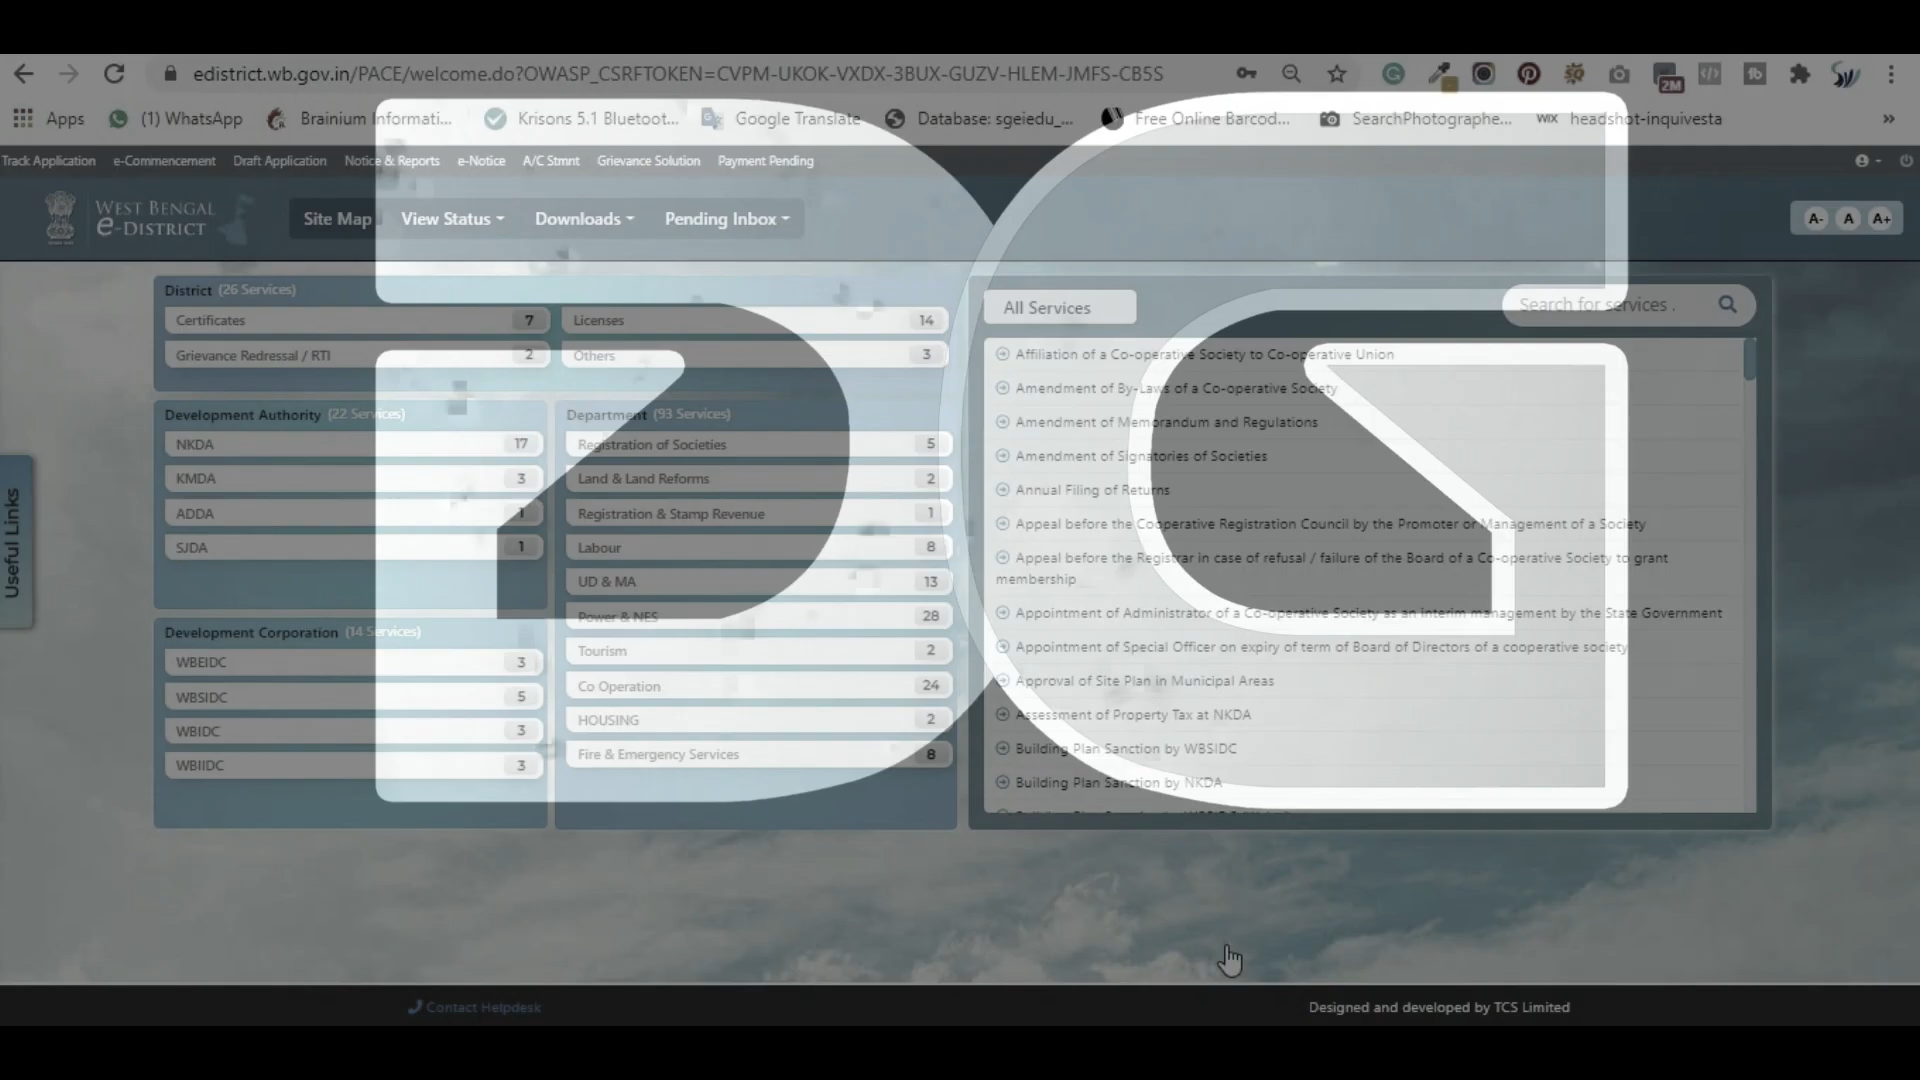 edistrict.wb.gov.in/PACE/welcome.do?OWASP_CSRFTOKEN=CVPM-UKOK-VXDX-3BUX-GUZV-HLEM-JMFS-CB5S
2M
Apps
(1) WhatsApp
Brainium Informati...
Krisons 5.1 Bluetoot...
Google Translate
Database: sgeiedu_...
Free Online Barcod...
SearchPhotographe...
WIX headshot-inquivesta
»
Track Application
e-Commencement
Draft Application
Notice & Reports
e-Notice
A/C Stmnt
Grievance Solution
Payment Pending
WEST BENGAL
e-DISTRICT
Site Map
View Status
Downloads
Pending Inbox
A- A A+
Useful Links
District (26 Services)
Certificates 7
Licenses 14
Grievance Redressal / RTI 2
Others 3
Development Authority (22 Services)
NKDA 17
KMDA 3
ADDA 1
SJDA 1
Development Corporation (14 Services)
WBEIDC 3
WBSIDC 5
WBIDC 3
WBIIDC 3
Department (93 Services)
Registration of Societies 5
Land & Land Reforms 2
Registration & Stamp Revenue 1
Labour 8
UD & MA 13
Power & NES 28
Tourism 2
Co Operation 24
HOUSING 2
Fire & Emergency Services 8
All Services
Search for services .
Affiliation of a Co-operative Society to Co-operative Union
Amendment of By-Laws of a Co-operative Society
Amendment of Memorandum and Regulations
Amendment of Signatories of Societies
Annual Filing of Returns
Appeal before the Cooperative Registration Council by the Promoter or Management of a Society
Appeal before the Registrar in case of refusal / failure of the Board of a Co-operative Society to grant
membership
Appointment of Administrator of a Co-operative Society as an interim management by the State Government
Appointment of Special Officer on expiry of term of Board of Directors of a cooperative society
Approval of Site Plan in Municipal Areas
Assessment of Property Tax at NKDA
Building Plan Sanction by WBSIDC
Building Plan Sanction by NKDA
Contact Helpdesk
Designed and developed by TCS Limited